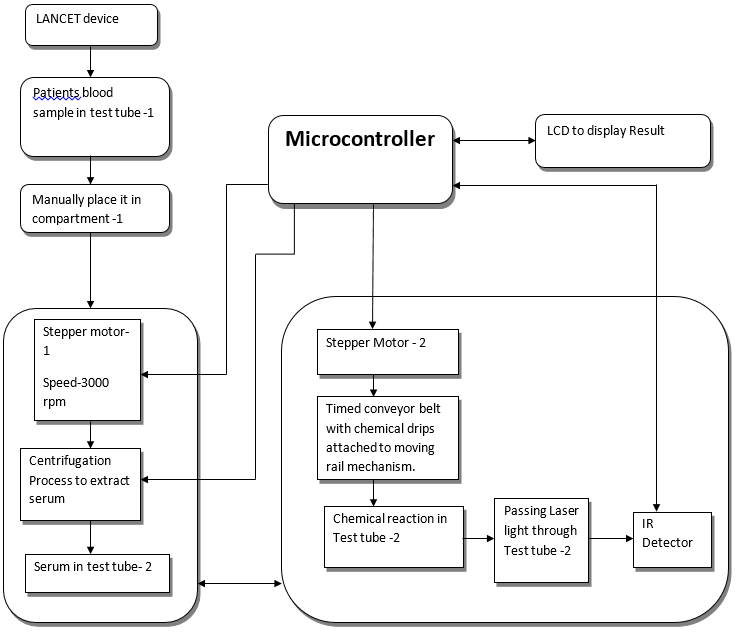 LANCET device
Patients blood
sample in test tube -1
Manually place it in
compartment -1
Microcontroller
LCD to display Result
Stepper motor-
1
Speed-3000
rpm
Centrifugation
Process to extract
serum
Serum in test tube- 2
Stepper Motor - 2
Timed conveyor belt
with chemical drips
attached to moving
rail mechanism.
Chemical reaction in
Test tube -2
Passing Laser
light through
Test tube -2
IR
Detector